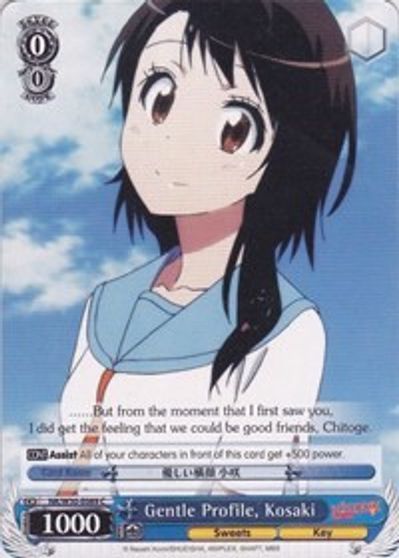 0
0
......But from the moment that I first saw you,
I did get the feeling that we could be good friends, Chitoge.
CONT Assist All of your characters in front of this card get +500 power.
優しい横顔 小咲
1000
Gentle Profile, Kosaki
Sweets
Key